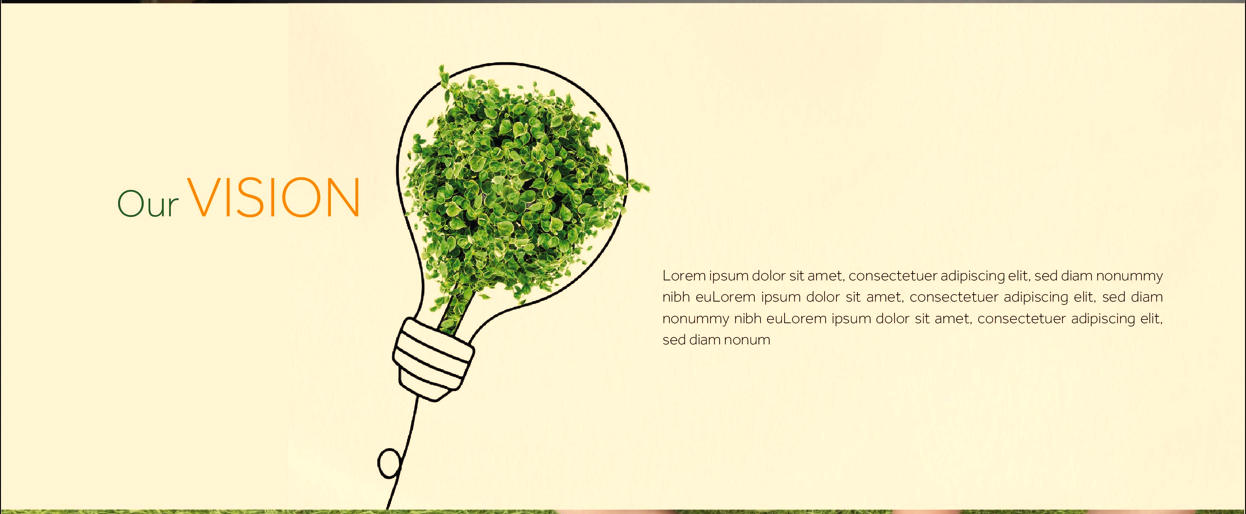 Our VISION
Lorem ipsum dolor sit amet, consectetuer adipiscing elit, sed diam nonummy
nibh euLorem ipsum dolor sit amet, consectetuer adipiscing elit, sed diam
nonummy nibh euLorem ipsum dolor sit amet, consectetuer adipiscing elit,
sed diam nonum